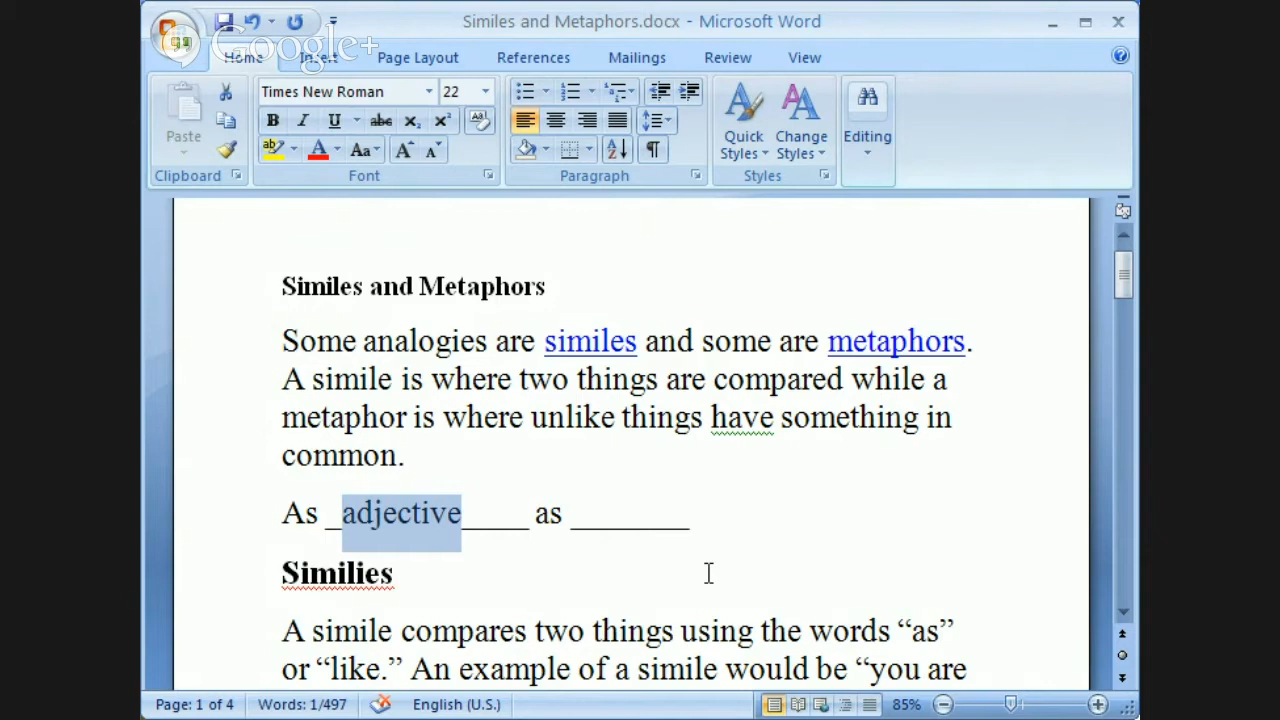 Similes and Metaphors.docx - Microsoft Word
Google+
Home Insert Page Layout References Mailings Review View
Times New Roman 22
Paste
Quick Styles Change Styles Editing
Clipboard Font Paragraph Styles
Similes and Metaphors
Some analogies are similes and some are metaphors.
A simile is where two things are compared while a
metaphor is where unlike things have something in
common.
As _adjective____ as _______
Similies
A simile compares two things using the words “as”
or “like.” An example of a simile would be “you are
Page: 1 of 4 Words: 1/497 English (U.S.) 85%